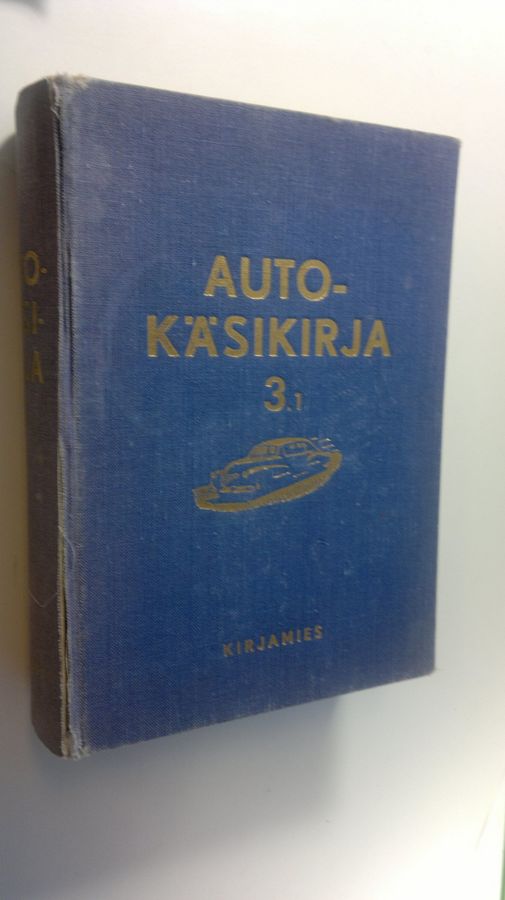 AUTO-
KÄSIKIRJA
3.1
KIRJAMIES